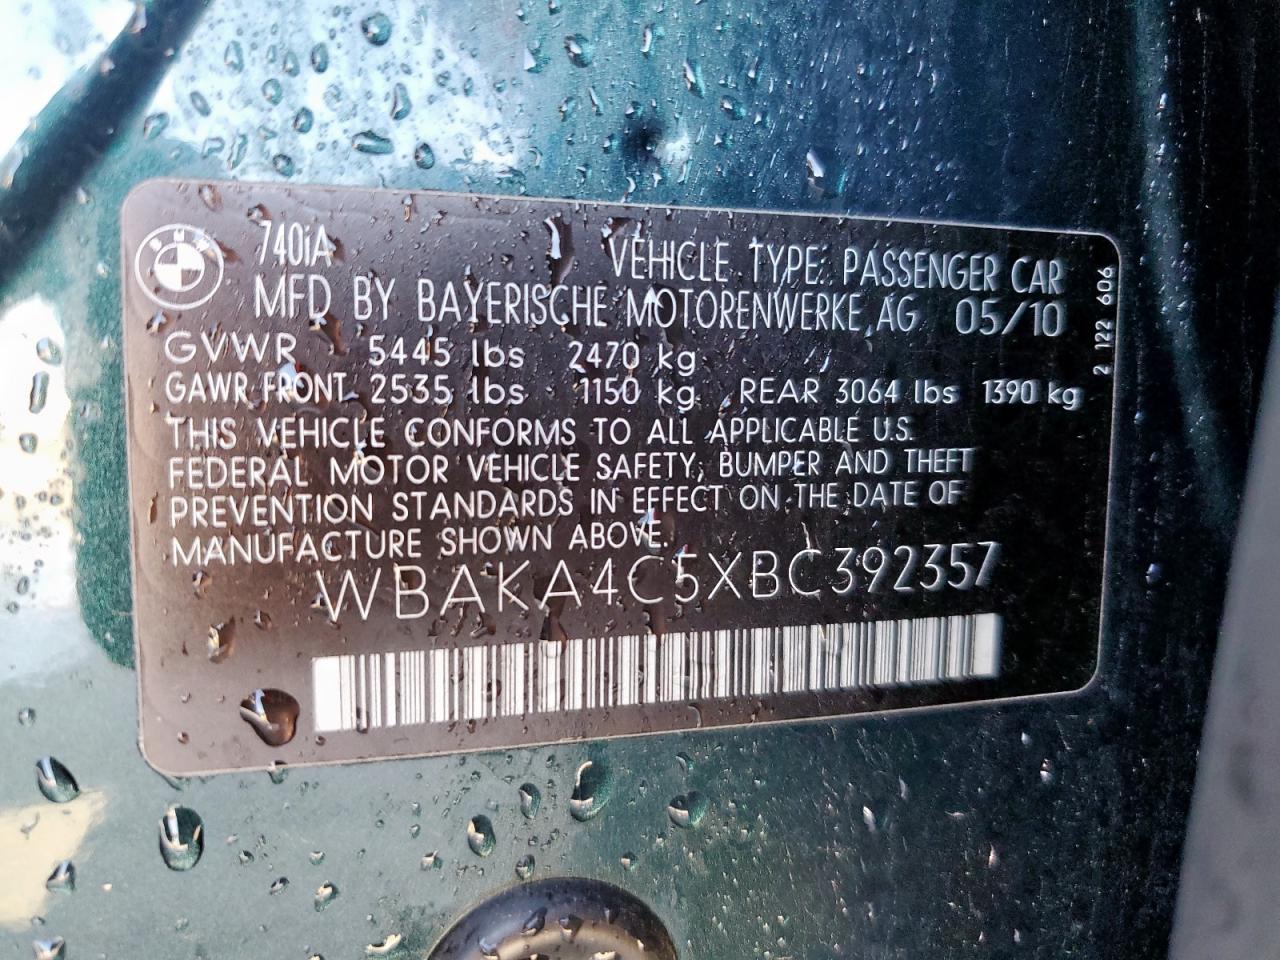 BMW
740iA
VEHICLE TYPE: PASSENGER CAR
MFD BY BAYERISCHE MOTORENWERKE AG 05/10
GVWR 5445 lbs 2470 kg
GAWR FRONT 2535 lbs 1150 kg REAR 3064 lbs 1390 kg
THIS VEHICLE CONFORMS TO ALL APPLICABLE U.S.
FEDERAL MOTOR VEHICLE SAFETY, BUMPER AND THEFT
PREVENTION STANDARDS IN EFFECT ON THE DATE OF
MANUFACTURE SHOWN ABOVE.
WBAKA4C5XBC392357
2 122 606